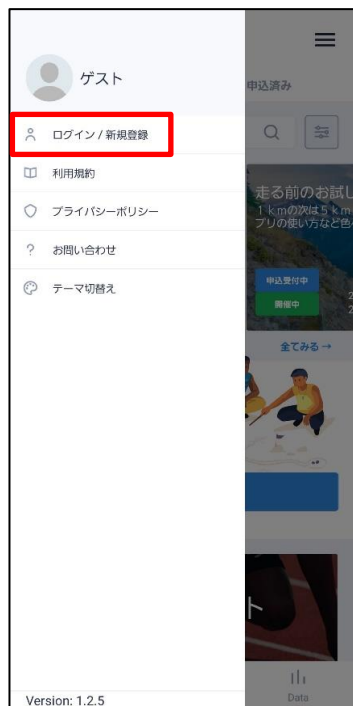 ゲスト
申込済み
ログイン / 新規登録
利用規約
プライバシーポリシー
お問い合わせ
テーマ切替え
走る前のお試し
１ｋｍの次は５ｋｍ
プリの使い方など色
申込受付中
開催中
全てみる →
ト
Data
Version: 1.2.5